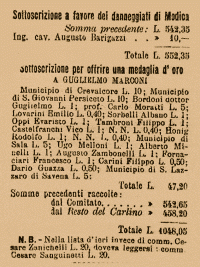 Sottoscrizione a favore dei danneggiati di Modica
Somma precedente: L. 542,35
Ing. cav. Augusto Barigazzi . . » 10,—
Totale L. 552,35
Sottoscrizione per offrire una medaglia d'oro
A GUGLIELMO MARCONI
Municipio di Crevalcore L. 10; Municipio
di S. Giovanni Persiceto L. 10; Bordoni dottor
Guglielmo L. 1; prof. Carlo Moratti L. 5;
Lovarini Emilio L. 0,40; Sorbelli Albano L. 1;
Oppi Narciso L. 1; Tambroni Filippo L. 1;
Castelfranchi Vico L. 1; N. N. L. 0,40; Honig
Rodolfo L. 1; N. N. L. 0,40; Municipio di
Sala L. 5; Ugo Melloni L. 1; Alberto Mi-
celli L. 1; Augusto Zambonelli L. 1; Forna-
ciari Francesco L. 1; Carini Filippo L. 0,50;
Dario Guazza L. 0,50; Municipio di S. Laz-
zaro di Savena L. 5;
Totale L. 47,20
Somme precedenti raccolte:
dal Comitato. . . . » 542,65
dal Resto del Carlino » 458,20
Totale L. 1048,05
N. B. - Nella lista d'ieri invece di comm. Ce-
sare Zanichelli L. 20, doveva leggersi: comm.
Cesare Sanguinetti L. 20.